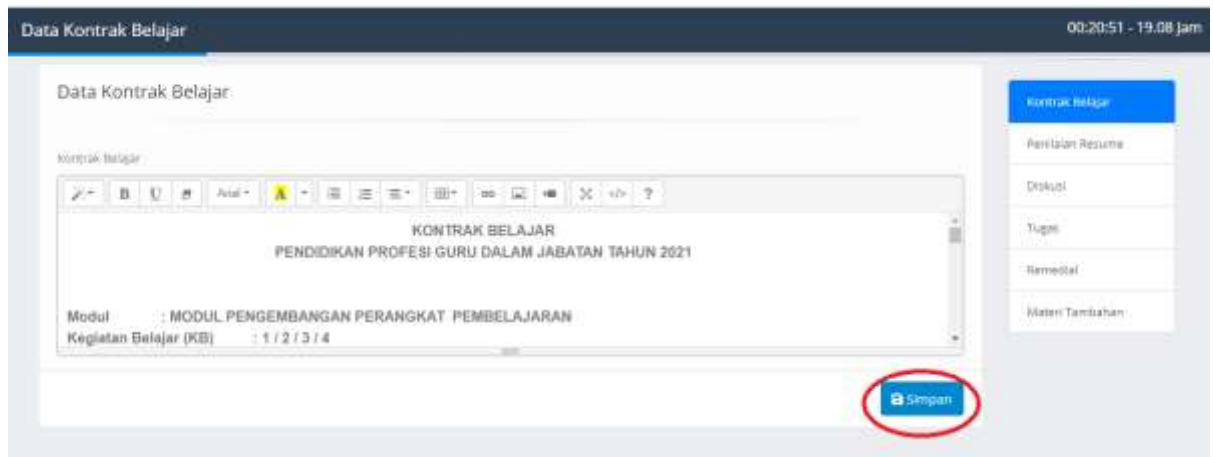 Data Kontrak Belajar
00:20:51 - 19.08 Jam
Data Kontrak Belajar
Kontrak Belajar
B U Arial A </> ?
KONTRAK BELAJAR
PENDIDIKAN PROFESI GURU DALAM JABATAN TAHUN 2021
Modul : MODUL PENGEMBANGAN PERANGKAT PEMBELAJARAN
Kegiatan Belajar (KB) : 1 / 2 / 3 / 4
Simpan
Kontrak Belajar
Penilaian Resume
Diskusi
Tugas
Remedial
Materi Tambahan